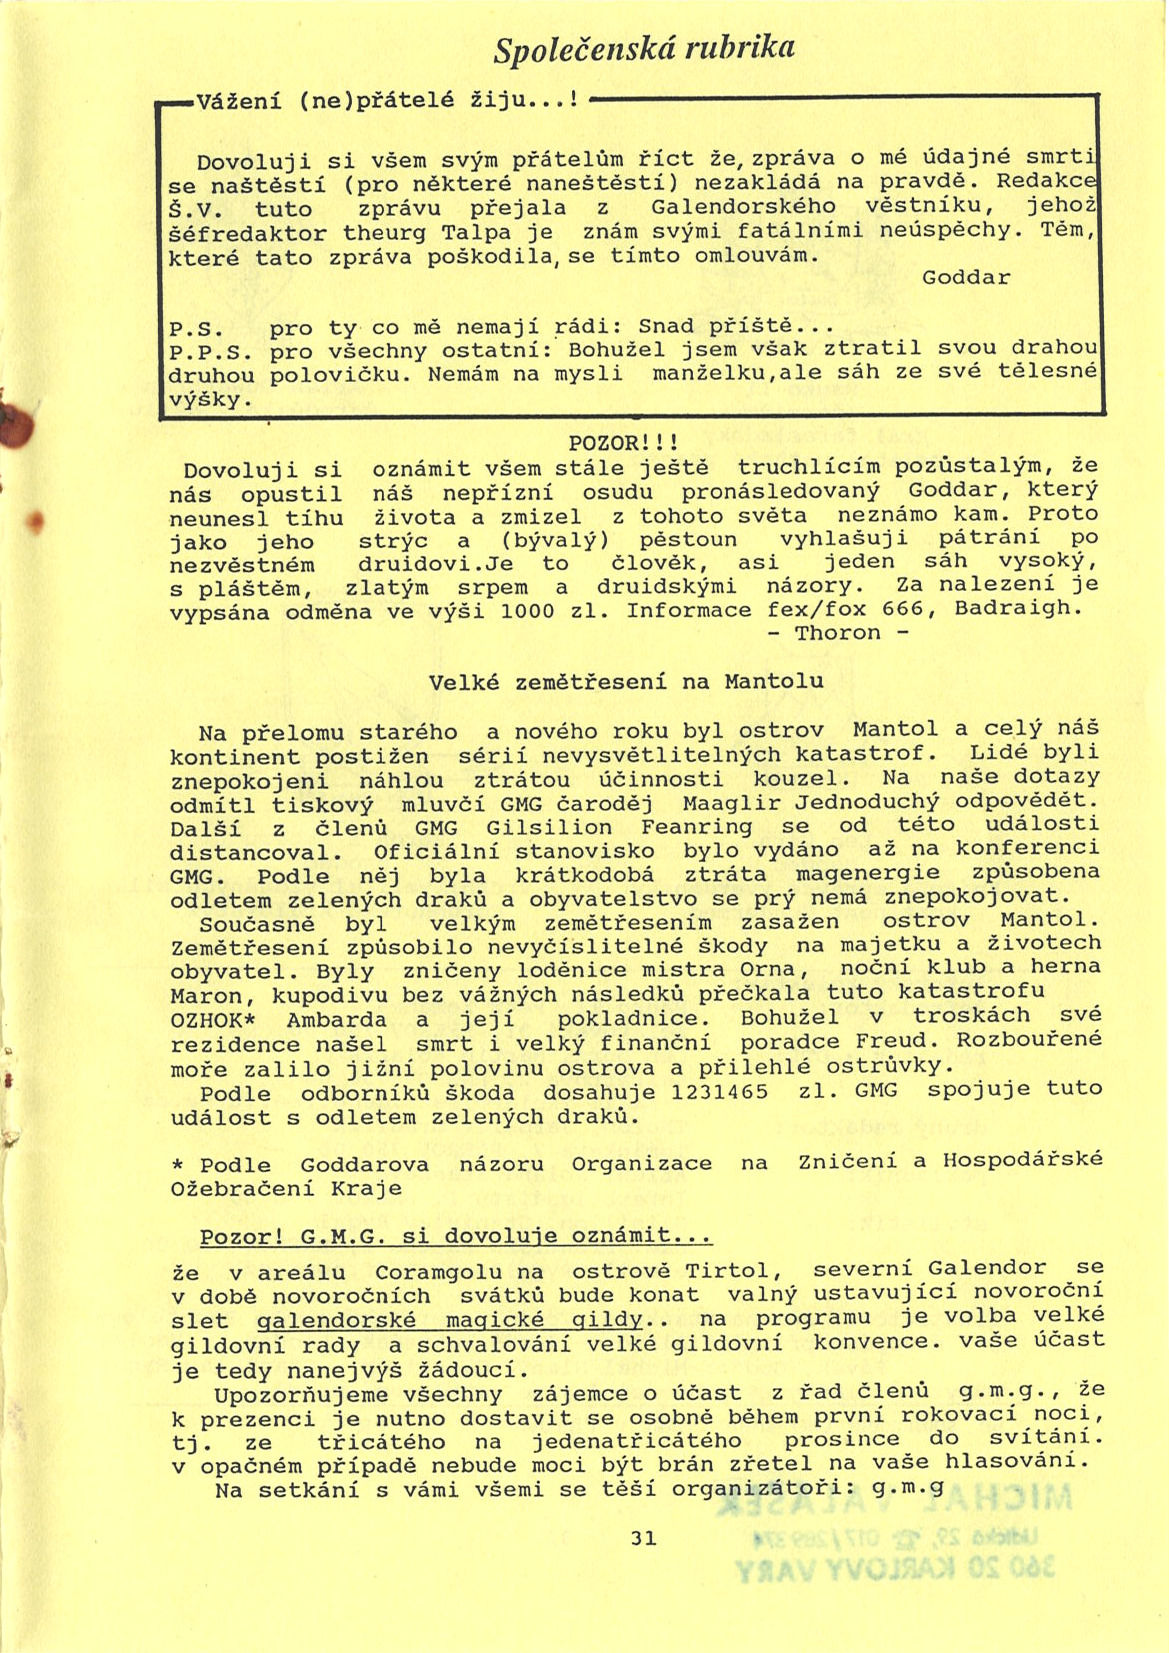 Společenská rubrika
Vážení (ne)přátelé žiju...!
Dovoluji si všem svým přátelům říct že, zpráva o mé údajné smrti
se naštěstí (pro některé naneštěstí) nezakládá na pravdě. Redakce
Š.V. tuto zprávu přejala z Galendorského věstníku, jehož
šéfredaktor theurg Talpa je znám svými fatálními neúspěchy. Těm,
které tato zpráva poškodila, se tímto omlouvám.
Goddar
P.S. pro ty co mě nemají rádi: Snad příště...
P.P.S. pro všechny ostatní: Bohužel jsem však ztratil svou drahou
druhou polovičku. Nemám na mysli manželku,ale sáh ze své tělesné
výšky.
POZOR!!!
Dovoluji si oznámit všem stále ještě truchlícím pozůstalým, že
nás opustil náš nepřízní osudu pronásledovaný Goddar, který
neunesl tíhu života a zmizel z tohoto světa neznámo kam. Proto
jako jeho strýc a (bývalý) pěstoun vyhlašuji pátrání po
nezvěstném druidovi.Je to člověk, asi jeden sáh vysoký,
s pláštěm, zlatým srpem a druidskými názory. Za nalezení je
vypsána odměna ve výši 1000 zl. Informace fex/fox 666, Badraigh.
- Thoron -
Velké zemětřesení na Mantolu
Na přelomu starého a nového roku byl ostrov Mantol a celý náš
kontinent postižen sérií nevysvětlitelných katastrof. Lidé byli
znepokojeni náhlou ztrátou účinnosti kouzel. Na naše dotazy
odmítl tiskový mluvčí GMG čaroděj Maaglir Jednoduchý odpovědět.
Další z členů GMG Gilsilion Feanring se od této události
distancoval. Oficiální stanovisko bylo vydáno až na konferenci
GMG. Podle něj byla krátkodobá ztráta magenergie způsobena
odletem zelených draků a obyvatelstvo se prý nemá znepokojovat.
Současně byl velkým zemětřesením zasažen ostrov Mantol.
Zemětřesení způsobilo nevyčíslitelné škody na majetku a životech
obyvatel. Byly zničeny loděnice mistra Orna, noční klub a herna
Maron, kupodivu bez vážných následků přečkala tuto katastrofu
OZHOK* Ambarda a její pokladnice. Bohužel v troskách své
rezidence našel smrt i velký finanční poradce Freud. Rozbouřené
moře zalilo jižní polovinu ostrova a přilehlé ostrůvky.
Podle odborníků škoda dosahuje 1231465 zl. GMG spojuje tuto
událost s odletem zelených draků.
* Podle Goddarova názoru Organizace na Zničení a Hospodářské
Ožebračení Kraje
Pozor! G.M.G. si dovoluje oznámit...
že v areálu Coramgolu na ostrově Tirtol, severní Galendor se
v době novoročních svátků bude konat valný ustavující novoroční
slet galendorské magické gildy.. na programu je volba velké
gildovní rady a schvalování velké gildovní konvence. vaše účast
je tedy nanejvýš žádoucí.
Upozorňujeme všechny zájemce o účast z řad členů g.m.g., že
k prezenci je nutno dostavit se osobně během první rokovací noci,
tj. ze třicátého na jedenatřicátého prosince do svítání.
v opačném případě nebude moci být brán zřetel na vaše hlasování.
Na setkání s vámi všemi se těší organizátoři: g.m.g
MICHAL VALÁŠEK
31
360 20 KARLOVY VARY